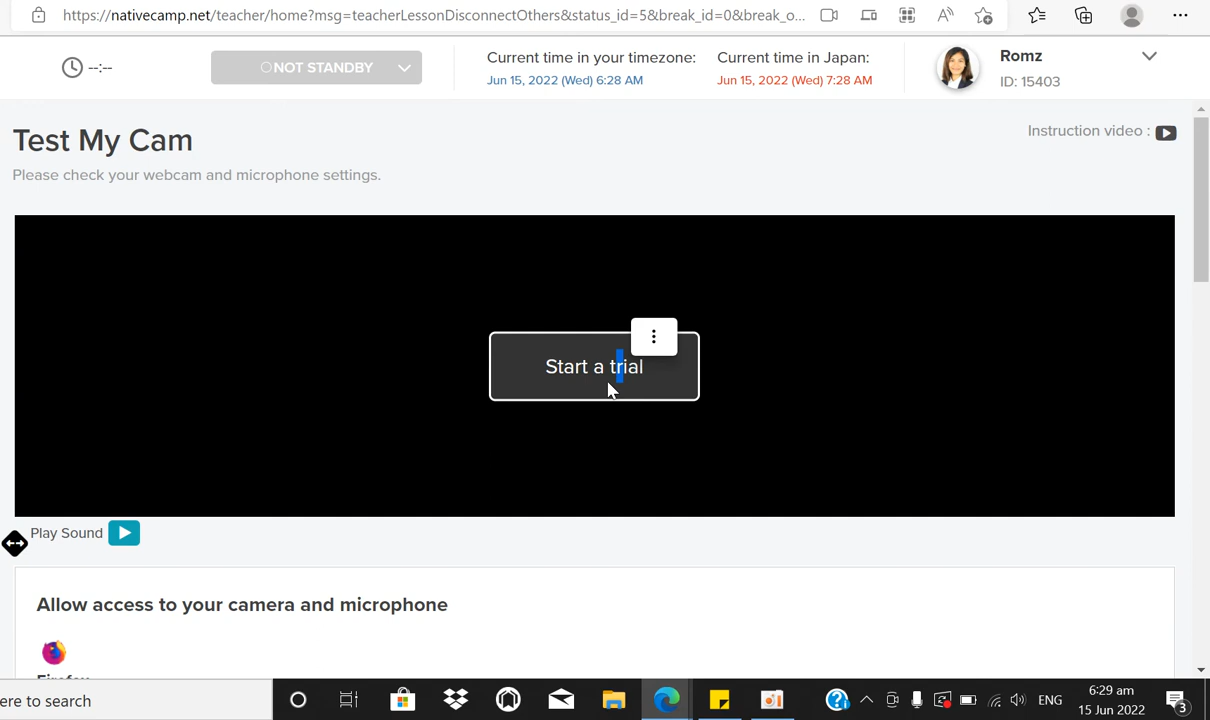 https://nativecamp.net/teacher/home?msg=teacherLessonDisconnectOthers&status_id=5&break_id=0&break_o...
--:--
NOT STANDBY
Current time in your timezone:
Jun 15, 2022 (Wed) 6:28 AM
Current time in Japan:
Jun 15, 2022 (Wed) 7:28 AM
Romz
ID: 15403
Test My Cam
Instruction video :
Please check your webcam and microphone settings.
Start a trial
Play Sound
Allow access to your camera and microphone
Firefox
ere to search
ENG
6:29 am
15 Jun 2022
3